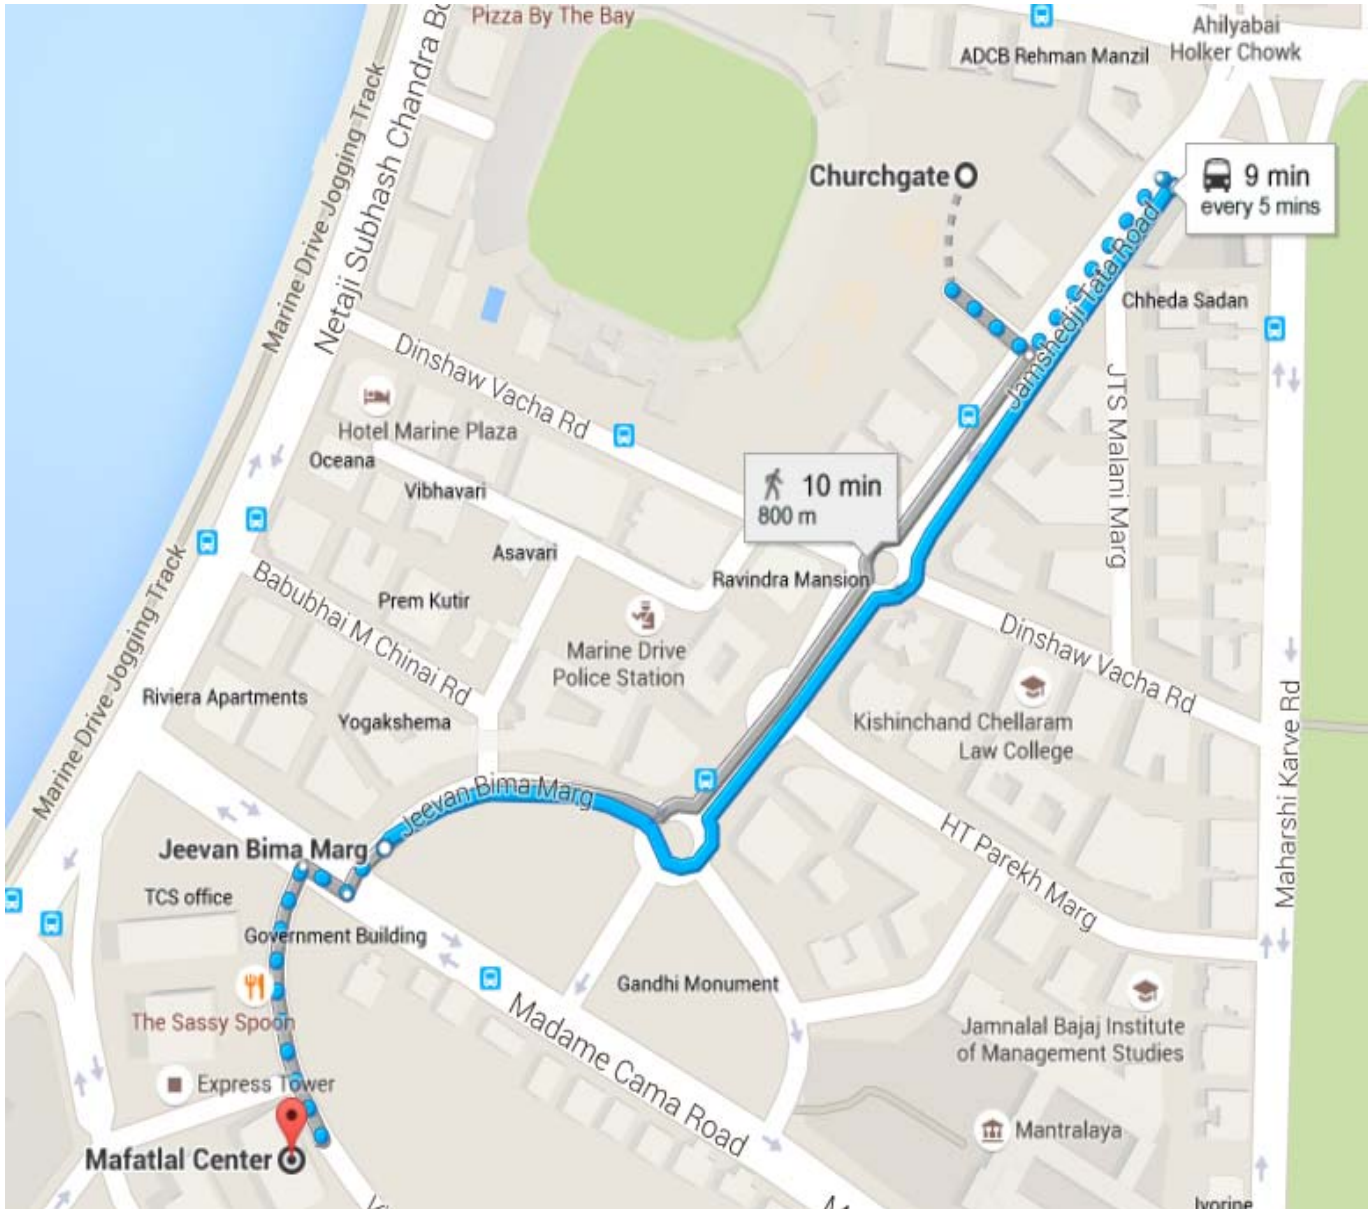 Pizza By The Bay
Ahilyabai
Holker Chowk
ADCB Rehman Manzil
Marine Drive Jogging Track
Netaji Subhash Chandra Bo
Churchgate
9 min
every 5 mins
Jamshedji Tata Road
Chheda Sadan
Dinshaw Vacha Rd
JTS Malani Marg
Hotel Marine Plaza
Oceana
Vibhavari
10 min
800 m
Asavari
Ravindra Mansion
Babubhai M Chinai Rd
Prem Kutir
Marine Drive Jogging Track
Marine Drive
Police Station
Dinshaw Vacha Rd
Riviera Apartments
Yogakshema
Kishinchand Chellaram
Law College
Maharshi Karve Rd
Jeevan Bima Marg
HT Parekh Marg
Jeevan Bima Marg
TCS office
Government Building
Gandhi Monument
The Sassy Spoon
Madame Cama Road
Jamnalal Bajaj Institute
of Management Studies
Express Tower
Mantralaya
Mafatlal Center
Ivorine